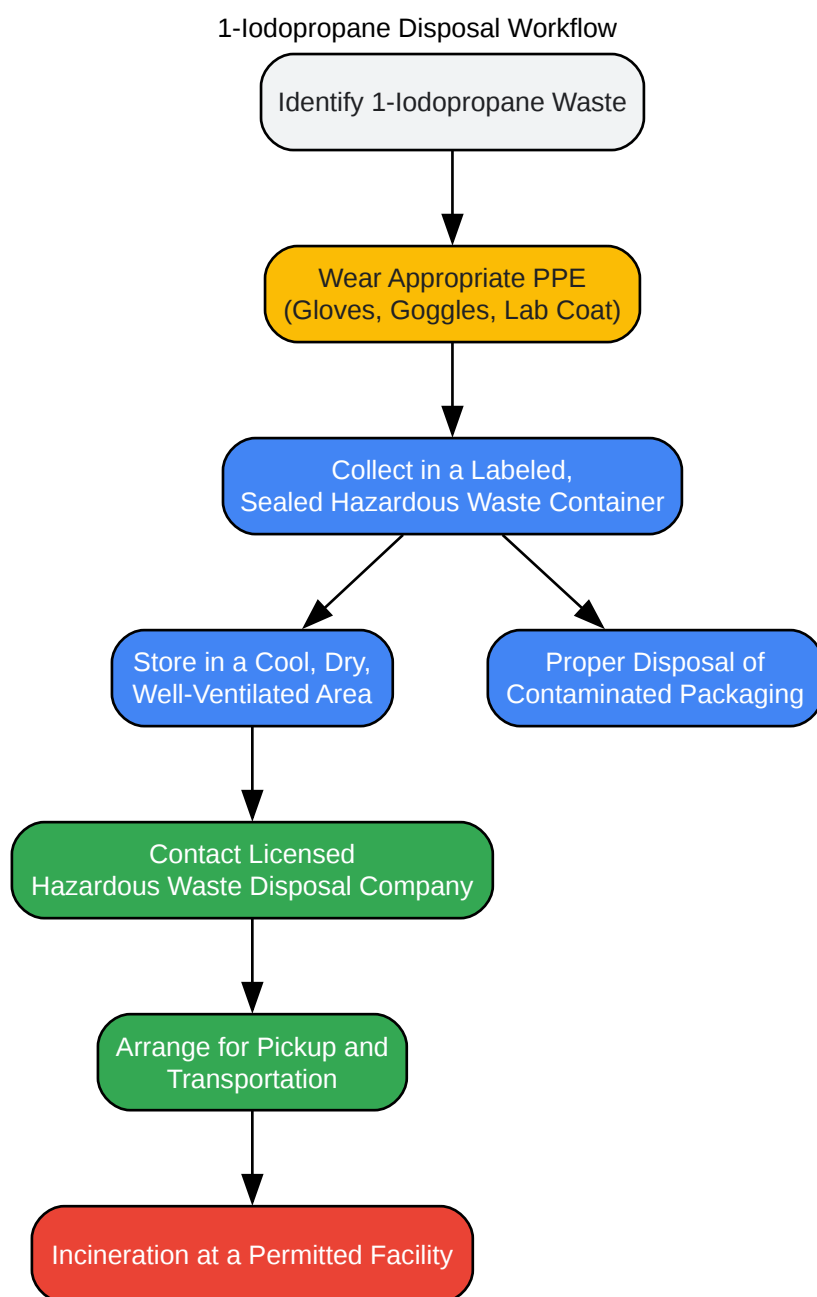 1-Iodopropane Disposal Workflow
Identify 1-Iodopropane Waste
Wear Appropriate PPE
(Gloves, Goggles, Lab Coat)
Collect in a Labeled,
Sealed Hazardous Waste Container
Store in a Cool, Dry,
Well-Ventilated Area
Proper Disposal of
Contaminated Packaging
Contact Licensed
Hazardous Waste Disposal Company
Arrange for Pickup and
Transportation
Incineration at a Permitted Facility